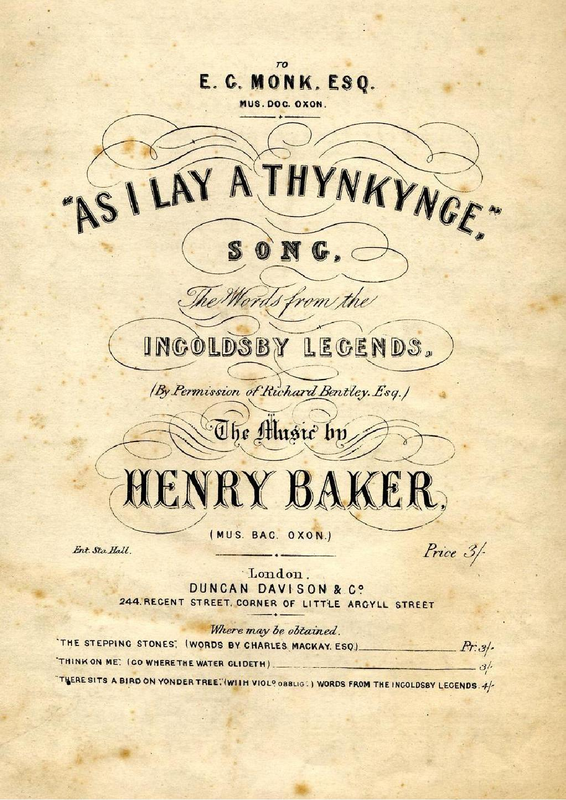 TO
E. G. MONK, ESQ.
MUS. DOC. OXON.
"AS I LAY A THYNKYNGE,"
SONG,
The Words from the
INGOLDSBY LEGENDS,
(By Permission of Richard Bentley. Esq.)
The Music by
HENRY BAKER,
(MUS. BAC. OXON.)
Ent. Sta. Hall.
Price 3/-
London.
DUNCAN DAVISON & Co.
244, REGENT STREET, CORNER OF LITTLE ARGYLL STREET
Where may be obtained.
"THE STEPPING STONES", (WORDS BY CHARLES MACKAY, ESQ.) Pr. 3/-
"THINK ON ME", (GO WHERE THE WATER GLIDETH) 3/-
"THERE SITS A BIRD ON YONDER TREE", (WITH VIOLO OBBLIGO) WORDS FROM THE INGOLDSBY LEGENDS. 4/-